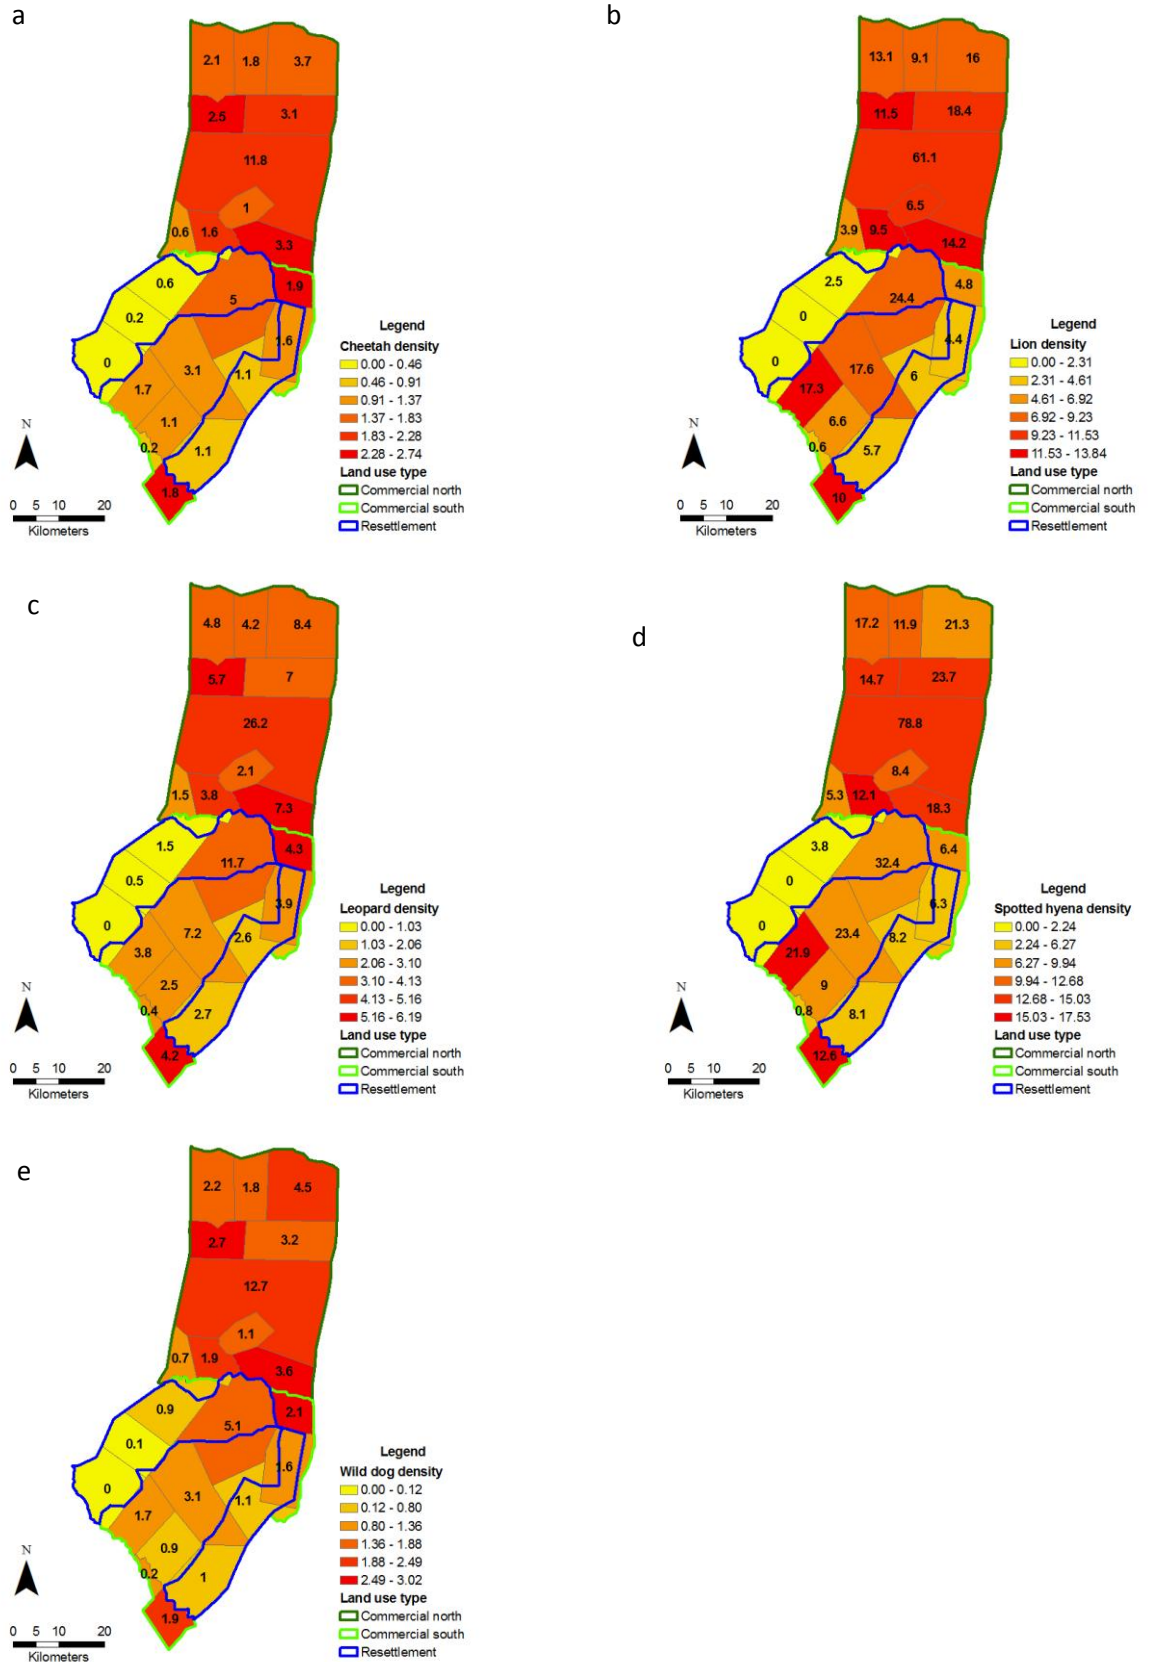 a
2.1 1.8 3.7
2.5 3.1
11.8
1
0.6 1.6
3.3
0.6
1.9
5
0.2
1.6
0
3.1
1.1
1.7
1.1
0.2
1.1
1.8
N
0 5 10 20
Kilometers
Legend
Cheetah density
0.00 - 0.46
0.46 - 0.91
0.91 - 1.37
1.37 - 1.83
1.83 - 2.28
2.28 - 2.74
Land use type
Commercial north
Commercial south
Resettlement
b
13.1 9.1 16
11.5 18.4
61.1
6.5
3.9 9.5
14.2
2.5
4.8
24.4
0
4.4
0
17.6
6
17.3
6.6
0.6
5.7
10
N
0 5 10 20
Kilometers
Legend
Lion density
0.00 - 2.31
2.31 - 4.61
4.61 - 6.92
6.92 - 9.23
9.23 - 11.53
11.53 - 13.84
Land use type
Commercial north
Commercial south
Resettlement
c
4.8 4.2 8.4
5.7 7
26.2
2.1
1.5 3.8
7.3
1.5
4.3
11.7
0.5
3.9
0
7.2
2.6
3.8
2.5
0.4
2.7
4.2
N
0 5 10 20
Kilometers
Legend
Leopard density
0.00 - 1.03
1.03 - 2.06
2.06 - 3.10
3.10 - 4.13
4.13 - 5.16
5.16 - 6.19
Land use type
Commercial north
Commercial south
Resettlement
d
17.2 11.9 21.3
14.7 23.7
78.8
8.4
5.3 12.1
18.3
3.8
6.4
32.4
0
6.3
0
23.4
8.2
21.9
9
0.8
8.1
12.6
N
0 5 10 20
Kilometers
Legend
Spotted hyena density
0.00 - 2.24
2.24 - 6.27
6.27 - 9.94
9.94 - 12.68
12.68 - 15.03
15.03 - 17.53
Land use type
Commercial north
Commercial south
Resettlement
e
2.2 1.8 4.5
2.7 3.2
12.7
1.1
0.7 1.9
3.6
0.9
2.1
5.1
0.1
1.6
0
3.1
1.1
1.7
0.9
0.2
1
1.9
N
0 5 10 20
Kilometers
Legend
Wild dog density
0.00 - 0.12
0.12 - 0.80
0.80 - 1.36
1.36 - 1.88
1.88 - 2.49
2.49 - 3.02
Land use type
Commercial north
Commercial south
Resettlement